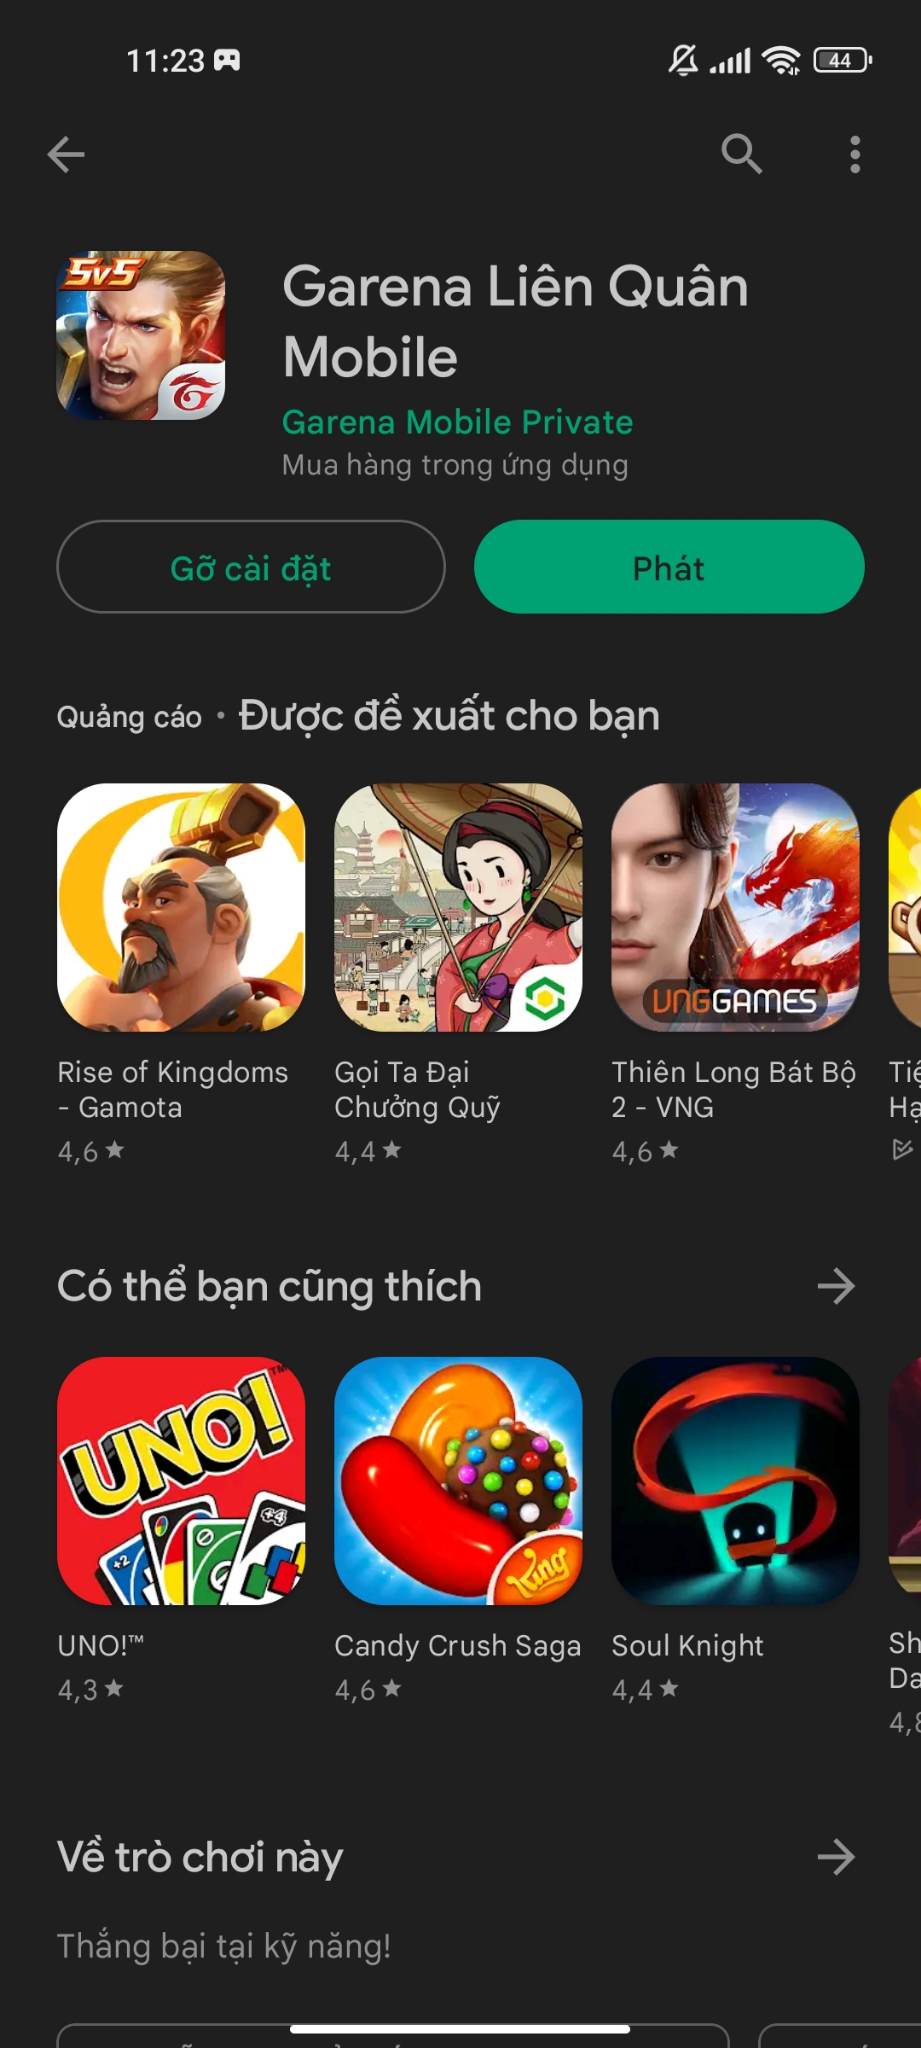 11:23
44
5v5
Garena Liên Quân
Mobile
Garena Mobile Private
Mua hàng trong ứng dụng
Gỡ cài đặt
Phát
Quảng cáo • Được đề xuất cho bạn
VNGGAMES
Rise of Kingdoms
- Gamota
4,6 ★
Gọi Ta Đại
Chưởng Quỹ
4,4 ★
Thiên Long Bát Bộ
2 - VNG
4,6 ★
Có thể bạn cũng thích
UNO!™
+2
+4
King
UNO!™
4,3 ★
Candy Crush Saga
4,6 ★
Soul Knight
4,4 ★
Sh
Da
Về trò chơi này
Thắng bại tại kỹ năng!